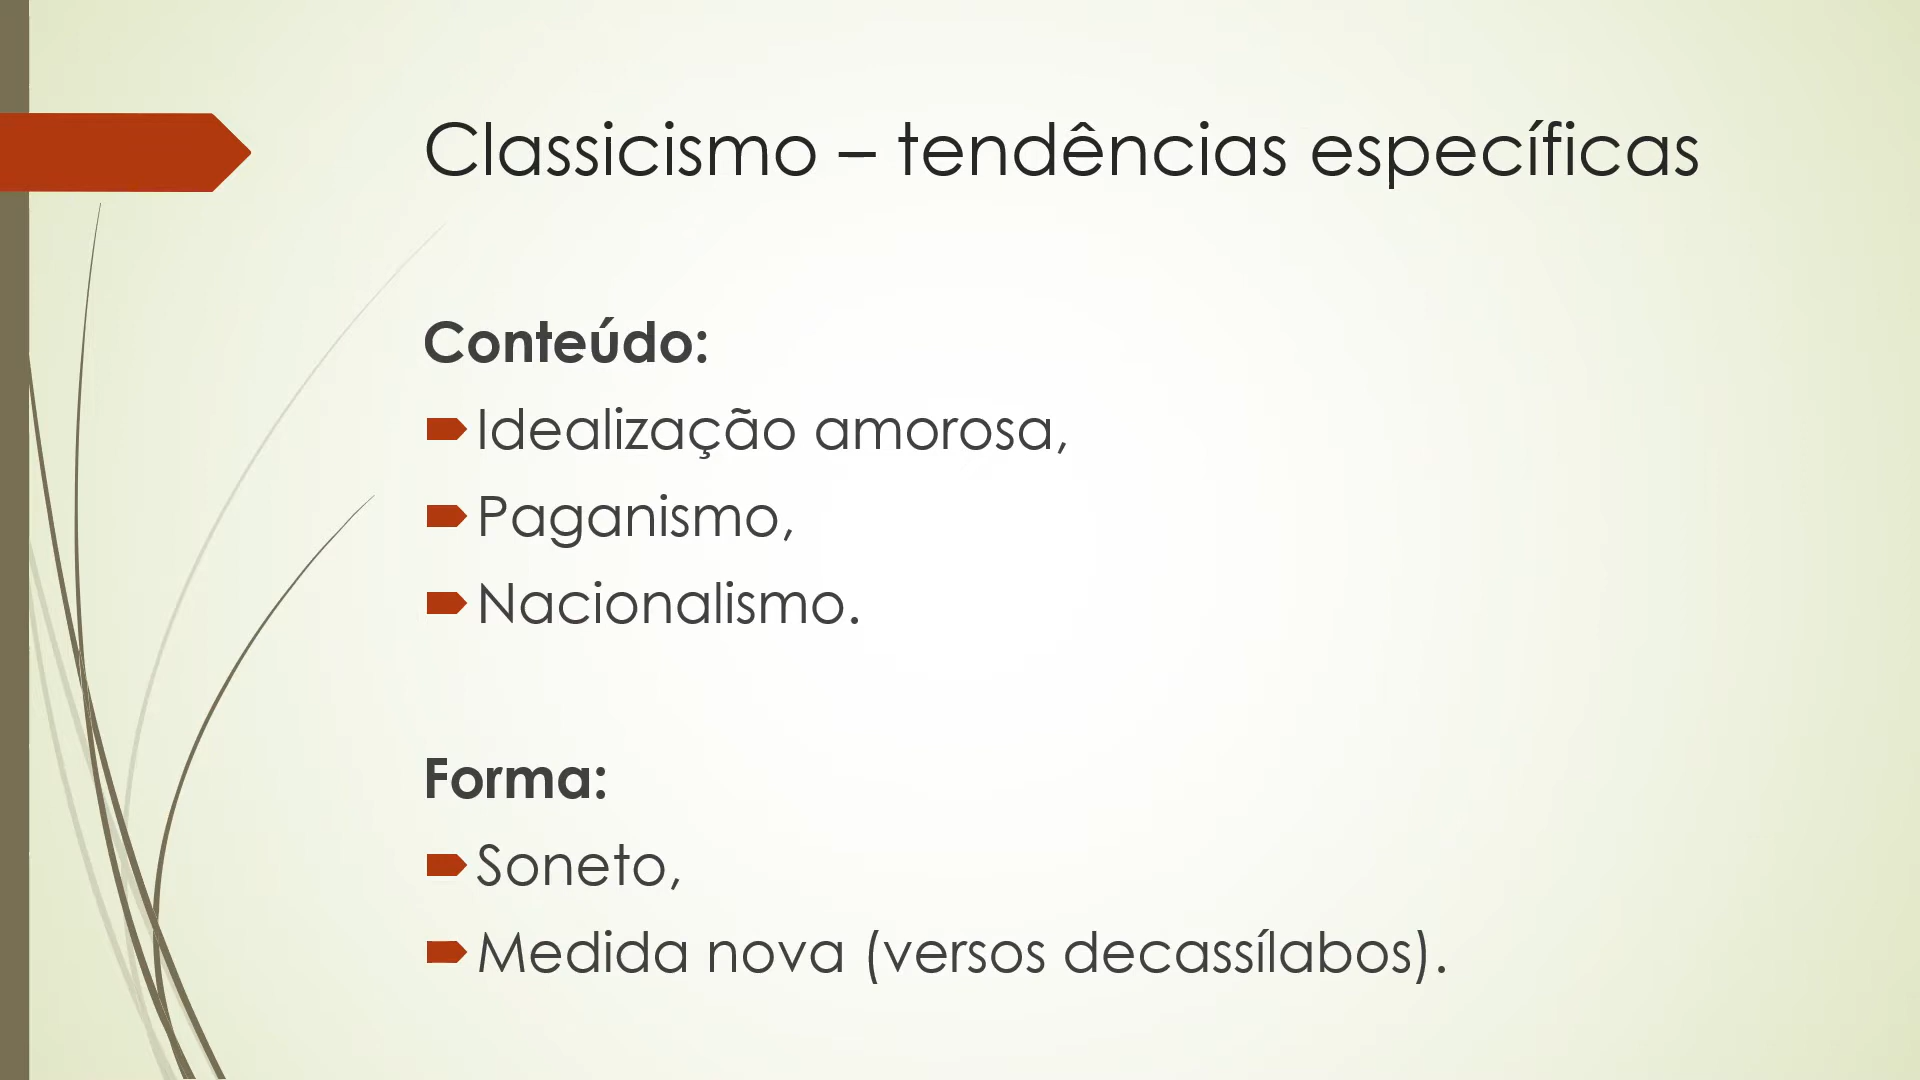 Classicismo – tendências específicas
Conteúdo:
Idealização amorosa,
Paganismo,
Nacionalismo.
Forma:
Soneto,
Medida nova (versos decassílabos).